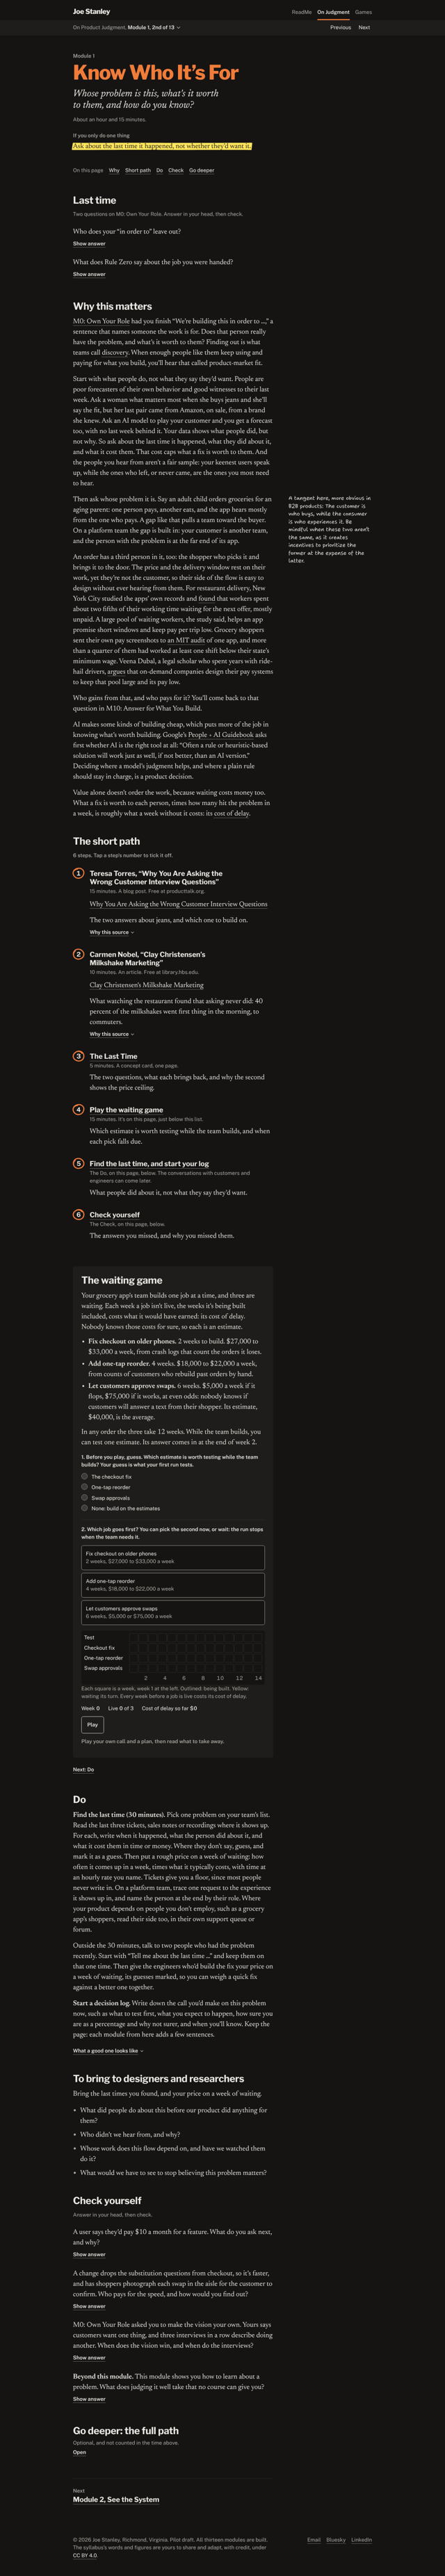 Joe Stanley
ReadMe On Judgment Games
On Product Judgment, Module 1, 2nd of 13
Previous Next
Module 1
Know Who It's For
Whose problem is this, what's it worth
to them, and how do you know?
About an hour and 15 minutes.
If you only do one thing
Ask about the last time it happened, not whether they'd want it.
On this page Why Short path Do Check Go deeper
Last time
Two questions on M0: Own Your Role. Answer in your head, then check.
Who does your “in order to” leave out?
Show answer
What does Rule Zero say about the job you were handed?
Show answer
Why this matters
M0: Own Your Role had you finish “We're building this in order to …,” a
sentence that names someone the work is for. Does that person really
have the problem, and what's it worth to them? Finding out is what
teams call discovery. When enough people like them keep using and
paying for what you build, you'll hear that called product-market fit.
Start with what people do, not what they say they'd want. People are
poor forecasters of their own behavior and good witnesses to their last
week. Ask a woman what matters most when she buys jeans and she'll
say the fit, but her last pair came from Amazon, on sale, from a brand
she knew. Ask an AI model to play your customer and you get a forecast
too, with no last week behind it. Your data shows what people did, but
not why. So ask about the last time it happened, what they did about it,
and what it cost them. That cost caps what a fix is worth to them. And
the people you hear from aren't a fair sample: your keenest users speak
up, while the ones who left, or never came, are the ones you most need
to hear.
Then ask whose problem it is. Say an adult child orders groceries for an
aging parent: one person pays, another eats, and the app hears mostly
from the one who pays. A gap like that pulls a team toward the buyer.
On a platform team the gap is built in: your customer is another team,
and the person with the problem is at the far end of its app.
An order has a third person in it, too: the shopper who picks it and
brings it to the door. The price and the delivery window rest on their
work, yet they're not the customer, so their side of the flow is easy to
design without ever hearing from them. For restaurant delivery, New
York City studied the apps' own records and found that workers spent
about two fifths of their working time waiting for the next offer, mostly
unpaid. A large pool of waiting workers, the study said, helps an app
promise short windows and keep pay per trip low. Grocery shoppers
sent their own pay screenshots to an MIT audit of one app, and more
than a quarter of them had worked at least one shift below their state's
minimum wage. Veena Dubal, a legal scholar who spent years with ride-
hail drivers, argues that on-demand companies design their pay systems
to keep that pool large and its pay low.
Who gains from that, and who pays for it? You'll come back to that
question in M10: Answer for What You Build.
AI makes some kinds of building cheap, which puts more of the job in
knowing what's worth building. Google's People + AI Guidebook asks
first whether AI is the right tool at all: “Often a rule or heuristic-based
solution will work just as well, if not better, than an AI version.”
Deciding where a model's judgment helps, and where a plain rule
should stay in charge, is a product decision.
Value alone doesn't order the work, because waiting costs money too.
What a fix is worth to each person, times how many hit the problem in
a week, is roughly what a week without it costs: its cost of delay.
A tangent here, more obvious in
B2B products: The customer is
who buys, while the consumer
is who experiences it. Be
mindful when these two aren't
the same, as it creates
incentives to prioritize the
former at the expense of the
latter.
The short path
6 steps. Tap a step's number to tick it off.
1 Teresa Torres, “Why You Are Asking the
Wrong Customer Interview Questions”
15 minutes. A blog post. Free at producttalk.org.
Why You Are Asking the Wrong Customer Interview Questions
The two answers about jeans, and which one to build on.
Why this source
2 Carmen Nobel, “Clay Christensen's
Milkshake Marketing”
10 minutes. An article. Free at library.hbs.edu.
Clay Christensen's Milkshake Marketing
What watching the restaurant found that asking never did: 40
percent of the milkshakes went first thing in the morning, to
commuters.
Why this source
3 The Last Time
5 minutes. A concept card, one page.
The two questions, what each brings back, and why the second
shows the price ceiling.
4 Play the waiting game
15 minutes. It's on this page, just below this list.
Which estimate is worth testing while the team builds, and when
each pick falls due.
5 Find the last time, and start your log
The Do, on this page, below. The conversations with customers and
engineers can come later.
What people did about it, not what they say they'd want.
6 Check yourself
The Check, on this page, below.
The answers you missed, and why you missed them.
The waiting game
Your grocery app's team builds one job at a time, and three are
waiting. Each week a job isn't live, the weeks it's being built
included, costs what a week of it would have earned: its cost of delay.
Nobody knows those costs for sure, so each is an estimate.
• Fix checkout on older phones. 2 weeks to build. $27,000 to
$33,000 a week, from crash logs that count the orders it loses.
• Add one-tap reorder. 4 weeks. $18,000 to $22,000 a week,
from counts of customers who rebuild past orders by hand.
• Let customers approve swaps. 6 weeks. $5,000 a week if it
flops, $75,000 if it works, at even odds: nobody knows if
customers will answer a text from their shopper. Its estimate,
$40,000, is the average.
In any order the three take 12 weeks. While the team builds, you
can test one estimate. Its answer comes in at the end of week 2.
1. Before you play, guess. Which estimate is worth testing while the team
builds? Your guess is what your first run tests.
The checkout fix
One-tap reorder
Swap approvals
None: build on the estimates
2. Which job goes first? You can pick the second now, or wait: the run stops
when the team needs it.
Fix checkout on older phones
2 weeks, $27,000 to $33,000 a week
Add one-tap reorder
4 weeks, $18,000 to $22,000 a week
Let customers approve swaps
6 weeks, $5,000 or $75,000 a week
Test
Checkout fix
One-tap reorder
Swap approvals
2 4 6 8 10 12 14
Each square is a week, week 1 at the left. Outlined: being built. Yellow:
waiting its turn. Every week before a job is live costs its cost of delay.
Week 0 Live 0 of 3 Cost of delay so far $0
Play
Play your own call and a plan, then read what to take away.
Next: Do
Do
Find the last time (30 minutes). Pick one problem on your team's list.
Read the last three tickets, sales notes or recordings where it shows up.
For each, write when it happened, what the person did about it, and
what it cost them in time or money. Where they don't say, guess, and
mark it as a guess. Then put a rough price on a week of waiting: how
often it comes up in a week, times what it typically costs, with time at
an hourly rate you name. Tickets give you a floor, since most people
never write in. On a platform team, trace one request to the experience
it shows up in, and name the person at the end by their role. Where
your product depends on people you don't employ, such as a grocery
app's shoppers, read their side too, in their own support queue or
forum.
Outside the 30 minutes, talk to two people who had the problem
recently. Start with “Tell me about the last time …” and keep them on
that one time. Then give the engineers who'd build the fix your price on
a week of waiting, its guesses marked, so you can weigh a quick fix
against a better one together.
Start a decision log. Write down the call you'd make on this problem
now, such as what to test first, what you expect to happen, how sure you
are as a percentage and why not surer, and when you'll know. Keep the
page: each module from here adds a few sentences.
What a good one looks like
To bring to designers and researchers
Bring the last times you found, and your price on a week of waiting.
• What did people do about this before our product did anything for
them?
• Who didn't we hear from, and why?
• Whose work does this flow depend on, and have we watched them
do it?
• What would we have to see to stop believing this problem matters?
Check yourself
Answer in your head, then check.
A user says they'd pay $10 a month for a feature. What do you ask next,
and why?
Show answer
A change drops the substitution questions from checkout, so it's faster,
and has shoppers photograph each swap in the aisle for the customer to
confirm. Who pays for the speed, and how would you find out?
Show answer
M0: Own Your Role asked you to make the vision your own. Yours says
customers want one thing, and three interviews in a row describe doing
another. When does the vision win, and when do the interviews?
Show answer
Beyond this module. This module shows you how to learn about a
problem. What does judging it well take that no course can give you?
Show answer
Go deeper: the full path
Optional, and not counted in the time above.
Open
Next
Module 2, See the System
© 2026 Joe Stanley, Richmond, Virginia. Pilot draft. All thirteen modules are built.
The syllabus's words and figures are yours to share and adapt, with credit, under
CC BY 4.0.
Email Bluesky LinkedIn